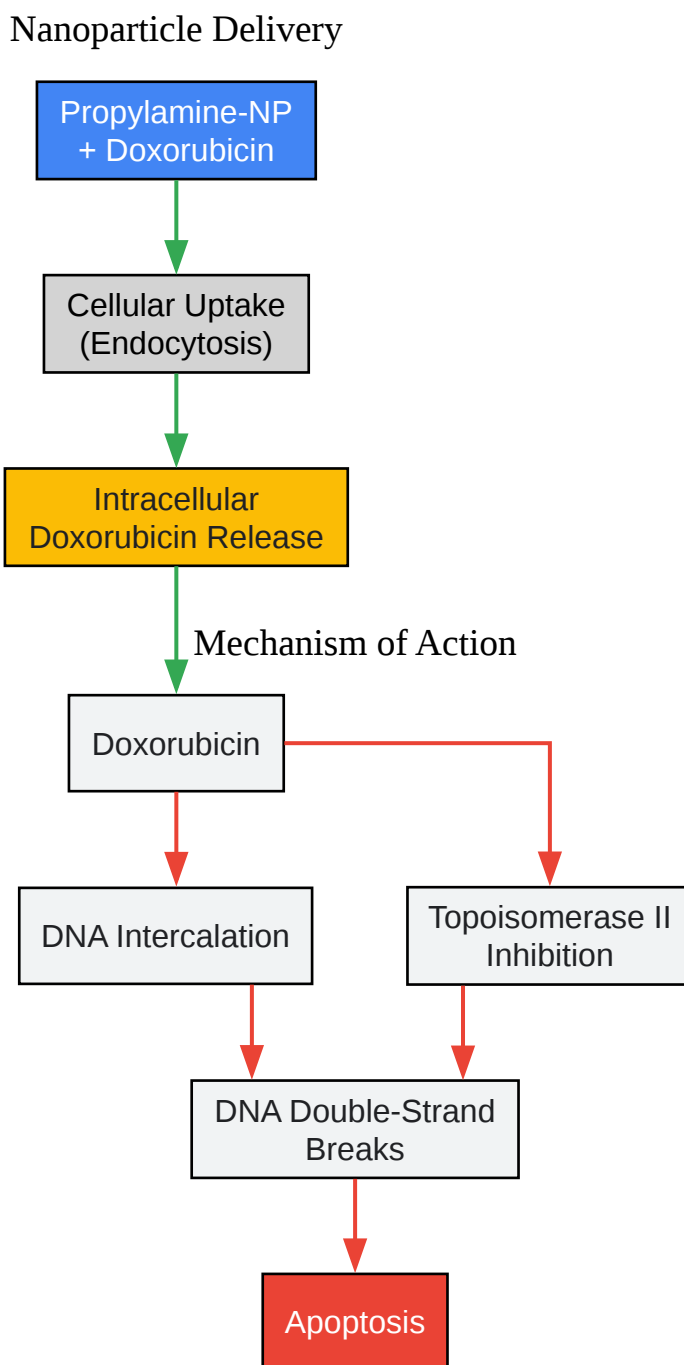 Nanoparticle Delivery
Propylamine-NP
+ Doxorubicin
Cellular Uptake
(Endocytosis)
Intracellular
Doxorubicin Release
Mechanism of Action
Doxorubicin
DNA Intercalation
Topoisomerase II
Inhibition
DNA Double-Strand
Breaks
Apoptosis